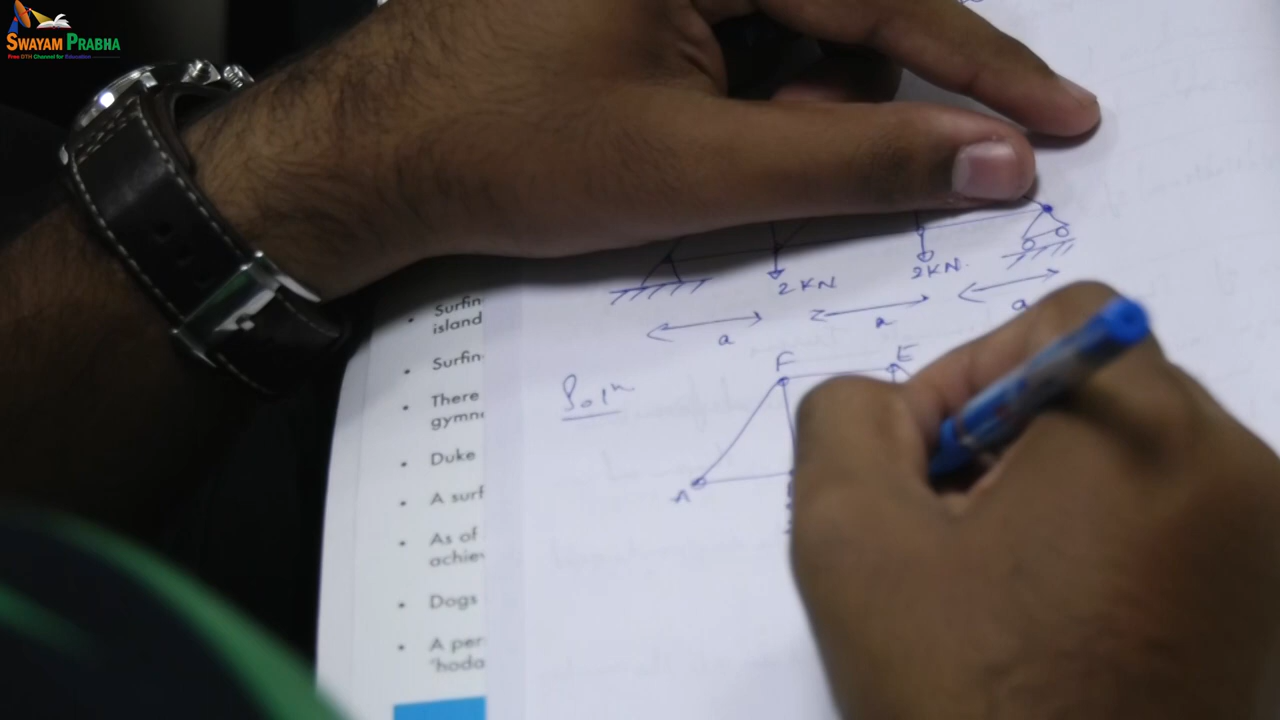 SWAYAM PRABHA
Free DTH Channel for Education
2KN
2KN.
a
a
a
Soln
F
E
A
• Surfin
island
• Surfin
• There
gymn
• Duke
• A surf
• As of
achiev
• Dogs
• A per
'hoda